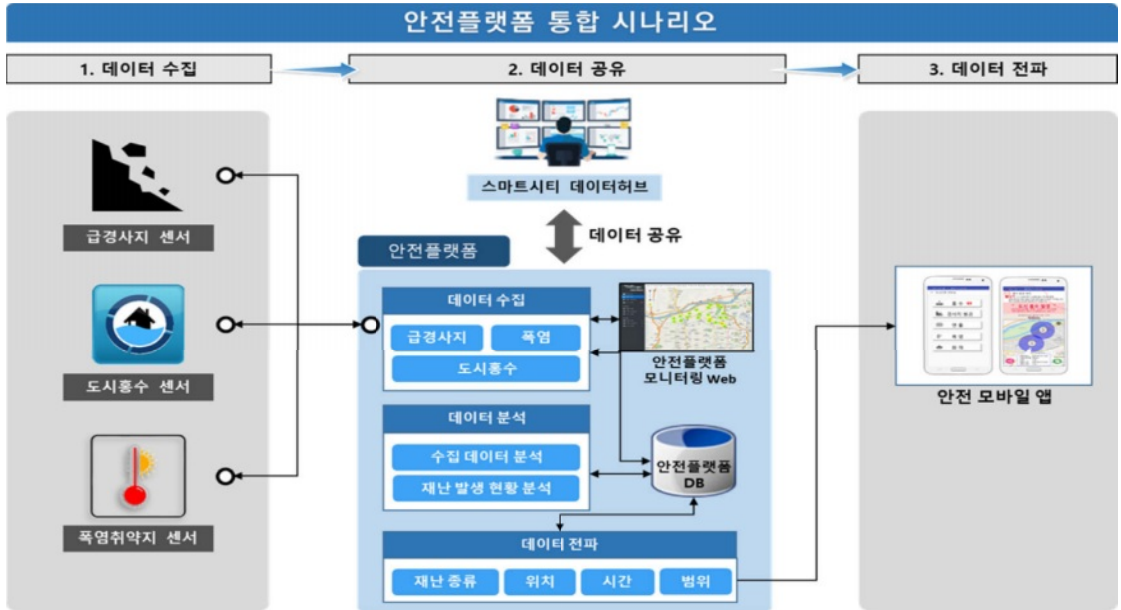 안전플랫폼 통합 시나리오
1. 데이터 수집
2. 데이터 공유
3. 데이터 전파
스마트시티 데이터허브
데이터 공유
급경사지 센서
도시홍수 센서
폭염취약지 센서
안전플랫폼
데이터 수집
급경사지
폭염
도시홍수
안전플랫폼
모니터링 Web
데이터 분석
수집 데이터 분석
재난 발생 현황 분석
안전플랫폼
DB
데이터 전파
재난 종류
위치
시간
범위
안전 모바일 앱